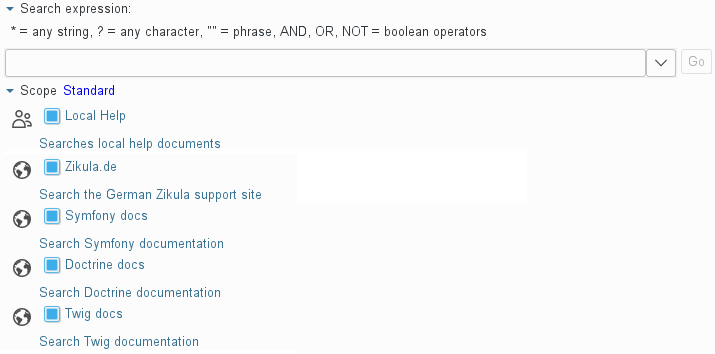 Search expression:
* = any string, ? = any character, "" = phrase, AND, OR, NOT = boolean operators
Go
Scope Standard
Local Help
Searches local help documents
Zikula.de
Search the German Zikula support site
Symfony docs
Search Symfony documentation
Doctrine docs
Search Doctrine documentation
Twig docs
Search Twig documentation